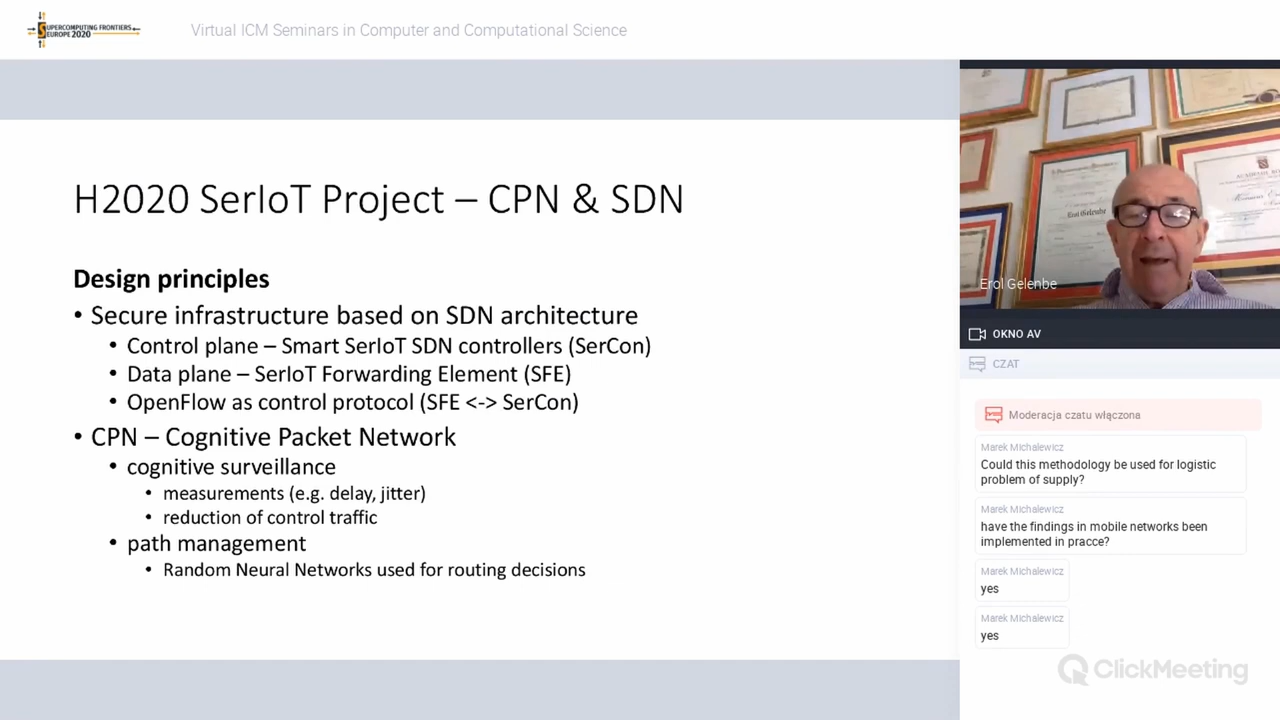 SUPERCOMPUTING FRONTIERS
EUROPE 2020
Virtual ICM Seminars in Computer and Computational Science
H2020 SerIoT Project – CPN & SDN
Design principles
• Secure infrastructure based on SDN architecture
• Control plane – Smart SerIoT SDN controllers (SerCon)
• Data plane – SerIoT Forwarding Element (SFE)
• OpenFlow as control protocol (SFE <-> SerCon)
• CPN – Cognitive Packet Network
• cognitive surveillance
• measurements (e.g. delay, jitter)
• reduction of control traffic
• path management
• Random Neural Networks used for routing decisions
Erol Gelenbe
Erol Gelenbe
OKNO AV
CZAT
Moderacja czatu włączona
Marek Michalewicz
Could this methodology be used for logistic
problem of supply?
Marek Michalewicz
have the findings in mobile networks been
implemented in pracce?
Marek Michalewicz
yes
Marek Michalewicz
yes
ClickMeeting